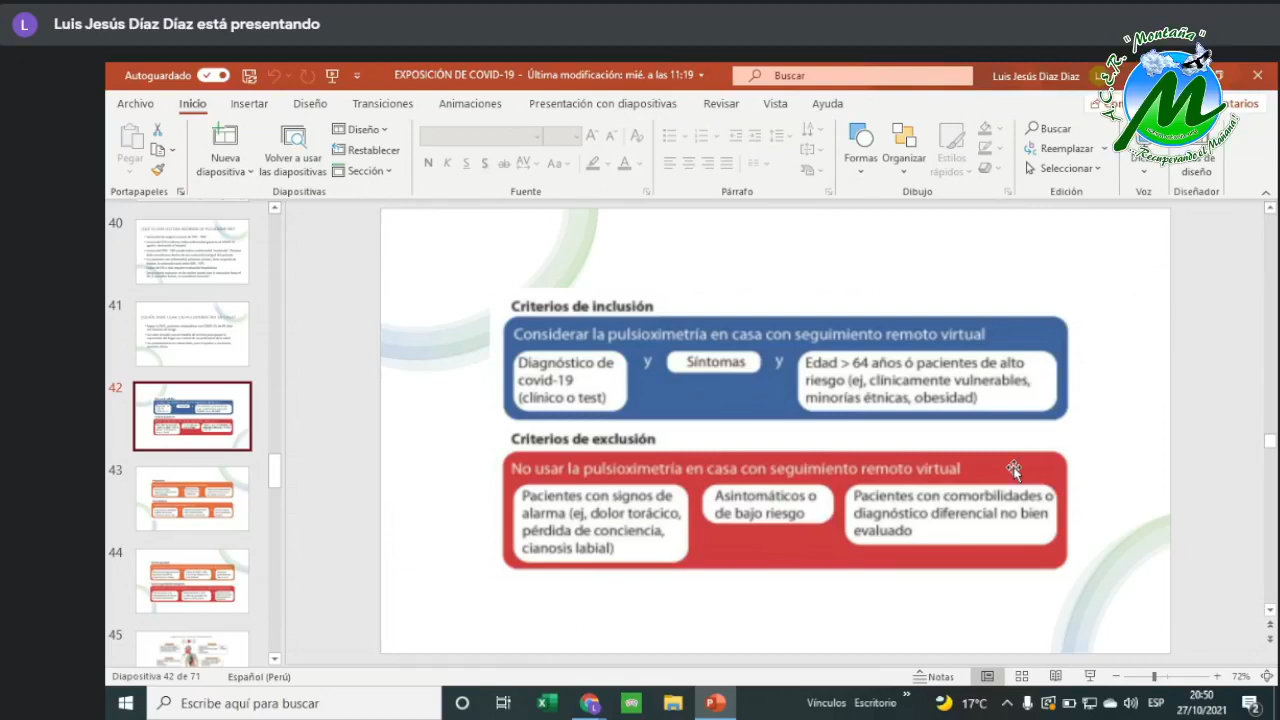 L
Luis Jesús Díaz Díaz está presentando
"Montaña"
Autoguardado
EXPOSICIÓN DE COVID-19 - Última modificación: mié. a las 11:19
Buscar
Luis Jesús Diaz Diaz
Archivo Inicio Insertar Diseño Transiciones Animaciones Presentación con diapositivas Revisar Vista Ayuda
Pegar
Nueva diapositiva
Volver a usar las diapositivas
Diseño
Restablecer
Sección
N K S S ab AV Aa A
Formas
Organizar
Estilos rápidos
Buscar
Reemplazar
Seleccionar
de diseño
Portapapeles Diapositivas Fuente Párrafo Dibujo Edición Voz Diseñador
40
41
42
43
44
45
Criterios de inclusión
Considerar la pulsioximetría en casa con seguimiento remoto virtual
Diagnóstico de
covid-19
(clínico o test)
y
Síntomas
y
Edad > 64 años ó pacientes de alto
riesgo (ej, clínicamente vulnerables,
minorías étnicas, obesidad)
Criterios de exclusión
No usar la pulsioximetría en casa con seguimiento remoto virtual
Pacientes con signos de
alarma (ej, dolor torácico,
pérdida de conciencia,
cianosis labial)
Asintomáticos o
de bajo riesgo
Pacientes con comorbilidades o
diagnóstico diferencial no bien
evaluado
Diapositiva 42 de 71
Español (Perú)
Notas
72%
Escribe aquí para buscar
Vínculos Escritorio
17°C
ESP
20:50
27/10/2021
2